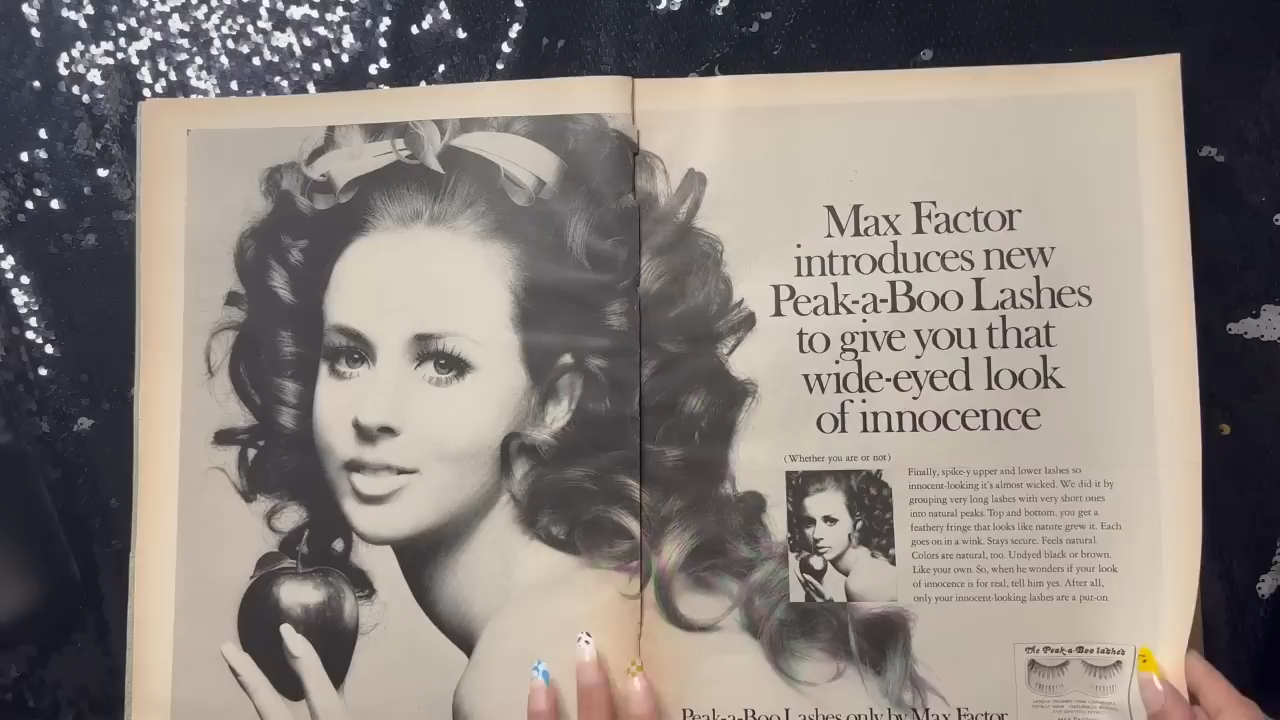 Max Factor
introduces new
Peak-a-Boo Lashes
to give you that
wide-eyed look
of innocence
(Whether you are or not)
Finally, spike-y upper and lower lashes so
innocent-looking it's almost wicked. We did it by
grouping very long lashes with very short ones
into natural peaks. Top and bottom, you get a
feathery fringe that looks like nature grew it. Each
goes on in a wink. Stays secure. Feels natural.
Colors are natural, too. Undyed black or brown.
Like your own. So, when he wonders if your look
of innocence is for real, tell him yes. After all,
only your innocent-looking lashes are a put-on
The Peak-a-Boo lashes
Peak-a-Boo Lashes only by Max Factor
MAX FACTOR